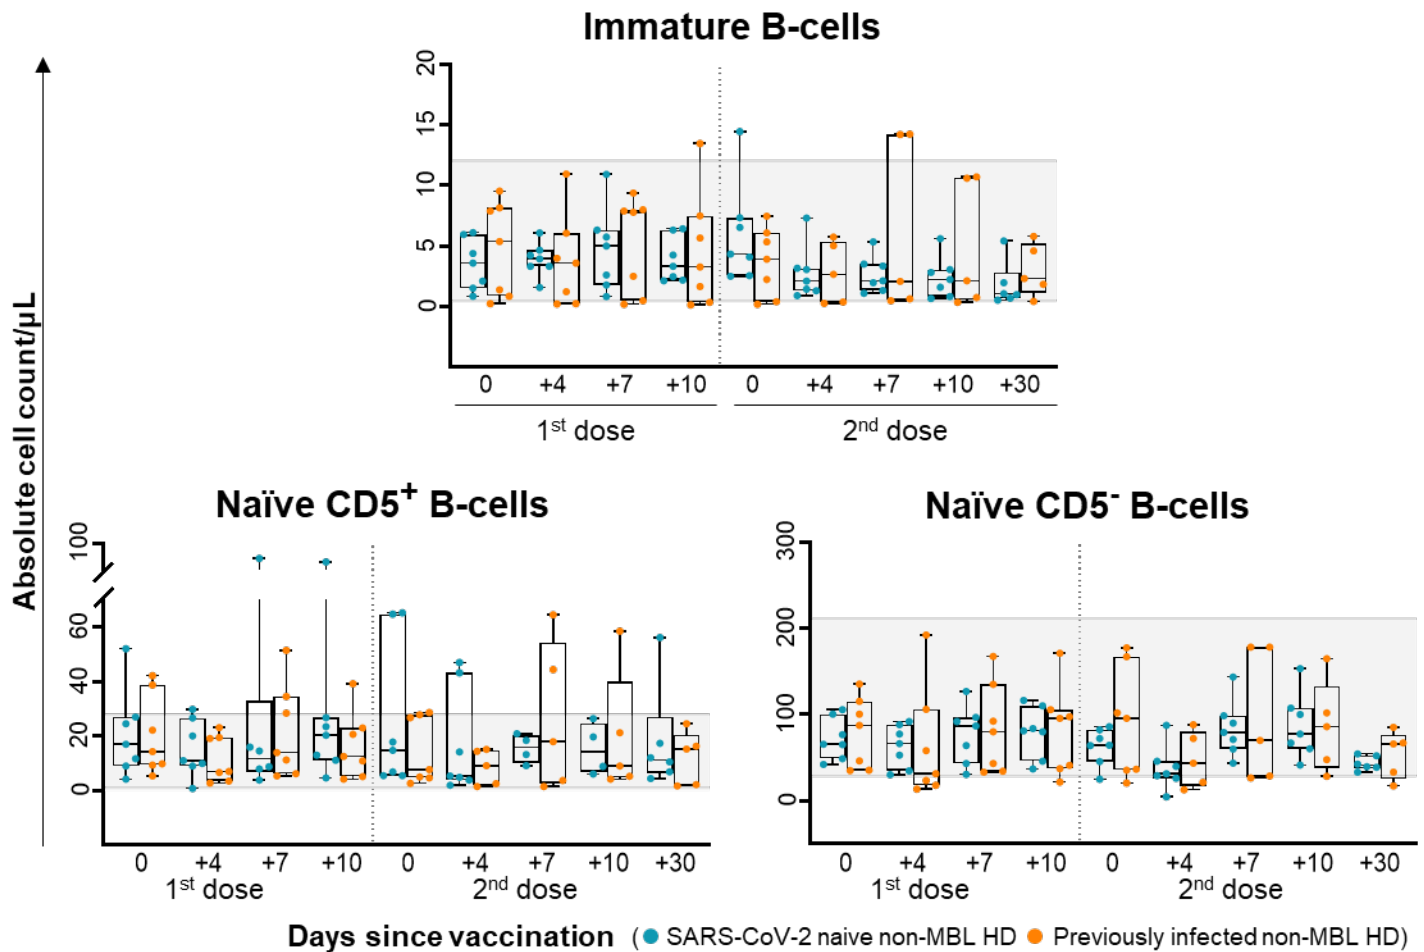 Immature B-cells
20
15
10
5
0
0 +4 +7 +10 0 +4 +7 +10 +30
1st dose 2nd dose
Absolute cell count/µL
Naïve CD5+ B-cells
100
60
40
20
0
0 +4 +7 +10 0 +4 +7 +10 +30
1st dose 2nd dose
Naïve CD5- B-cells
300
200
100
0
0 +4 +7 +10 0 +4 +7 +10 +30
1st dose 2nd dose
Days since vaccination ( SARS-CoV-2 naive non-MBL HD Previously infected non-MBL HD)